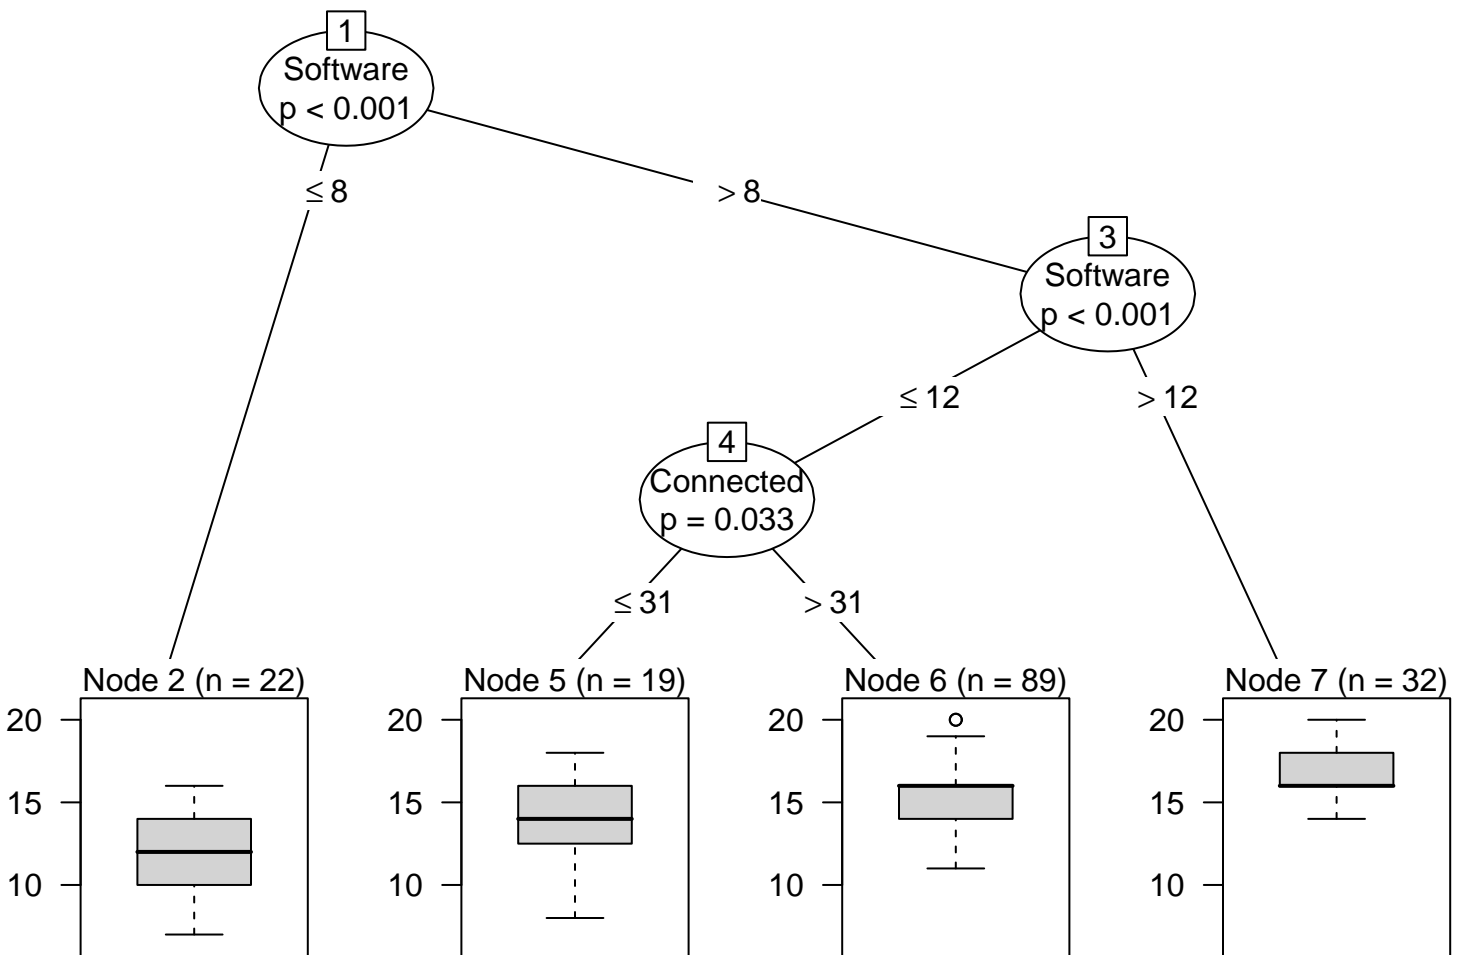 1
Software
p < 0.001
≤ 8
> 8
3
Software
p < 0.001
≤ 12
> 12
4
Connected
p = 0.033
≤ 31
> 31
Node 2 (n = 22)
20
15
10
Node 5 (n = 19)
20
15
10
Node 6 (n = 89)
20
15
10
Node 7 (n = 32)
20
15
10